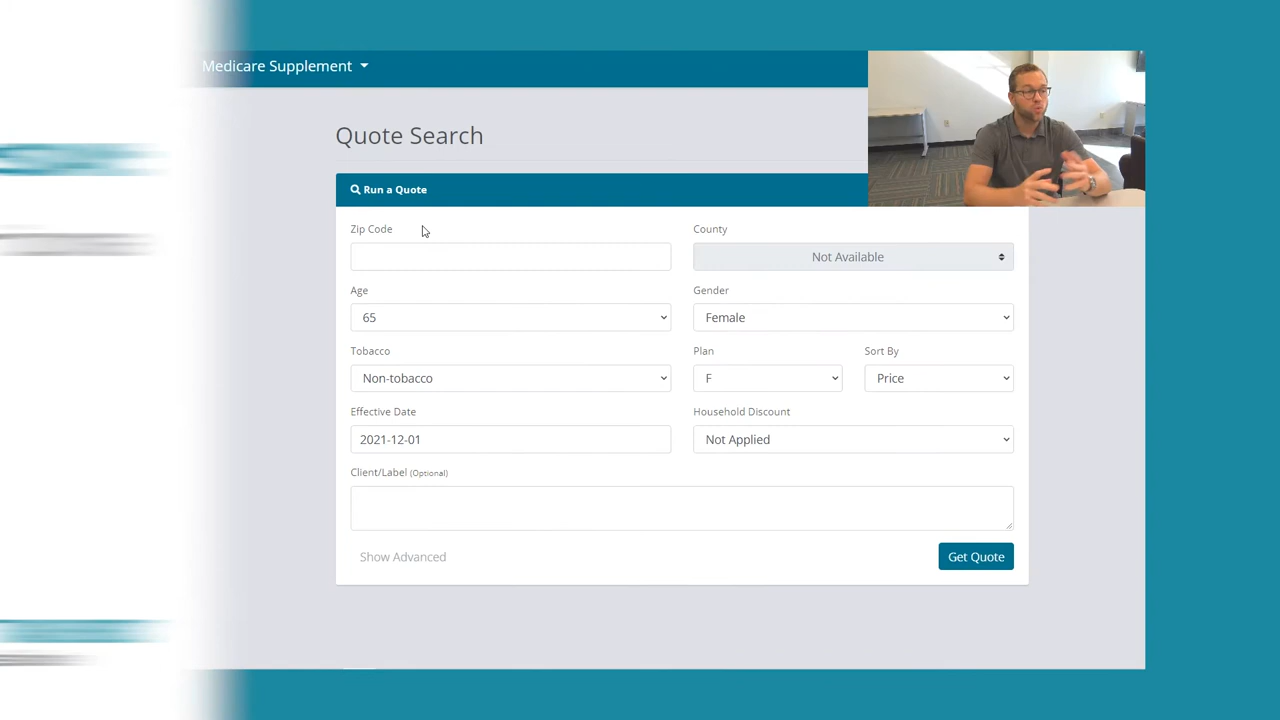 Medicare Supplement
Quote Search
Run a Quote
Zip Code
County
Not Available
Age
Gender
65
Female
Tobacco
Plan
Sort By
Non-tobacco
F
Price
Effective Date
Household Discount
2021-12-01
Not Applied
Client/Label (Optional)
Show Advanced
Get Quote